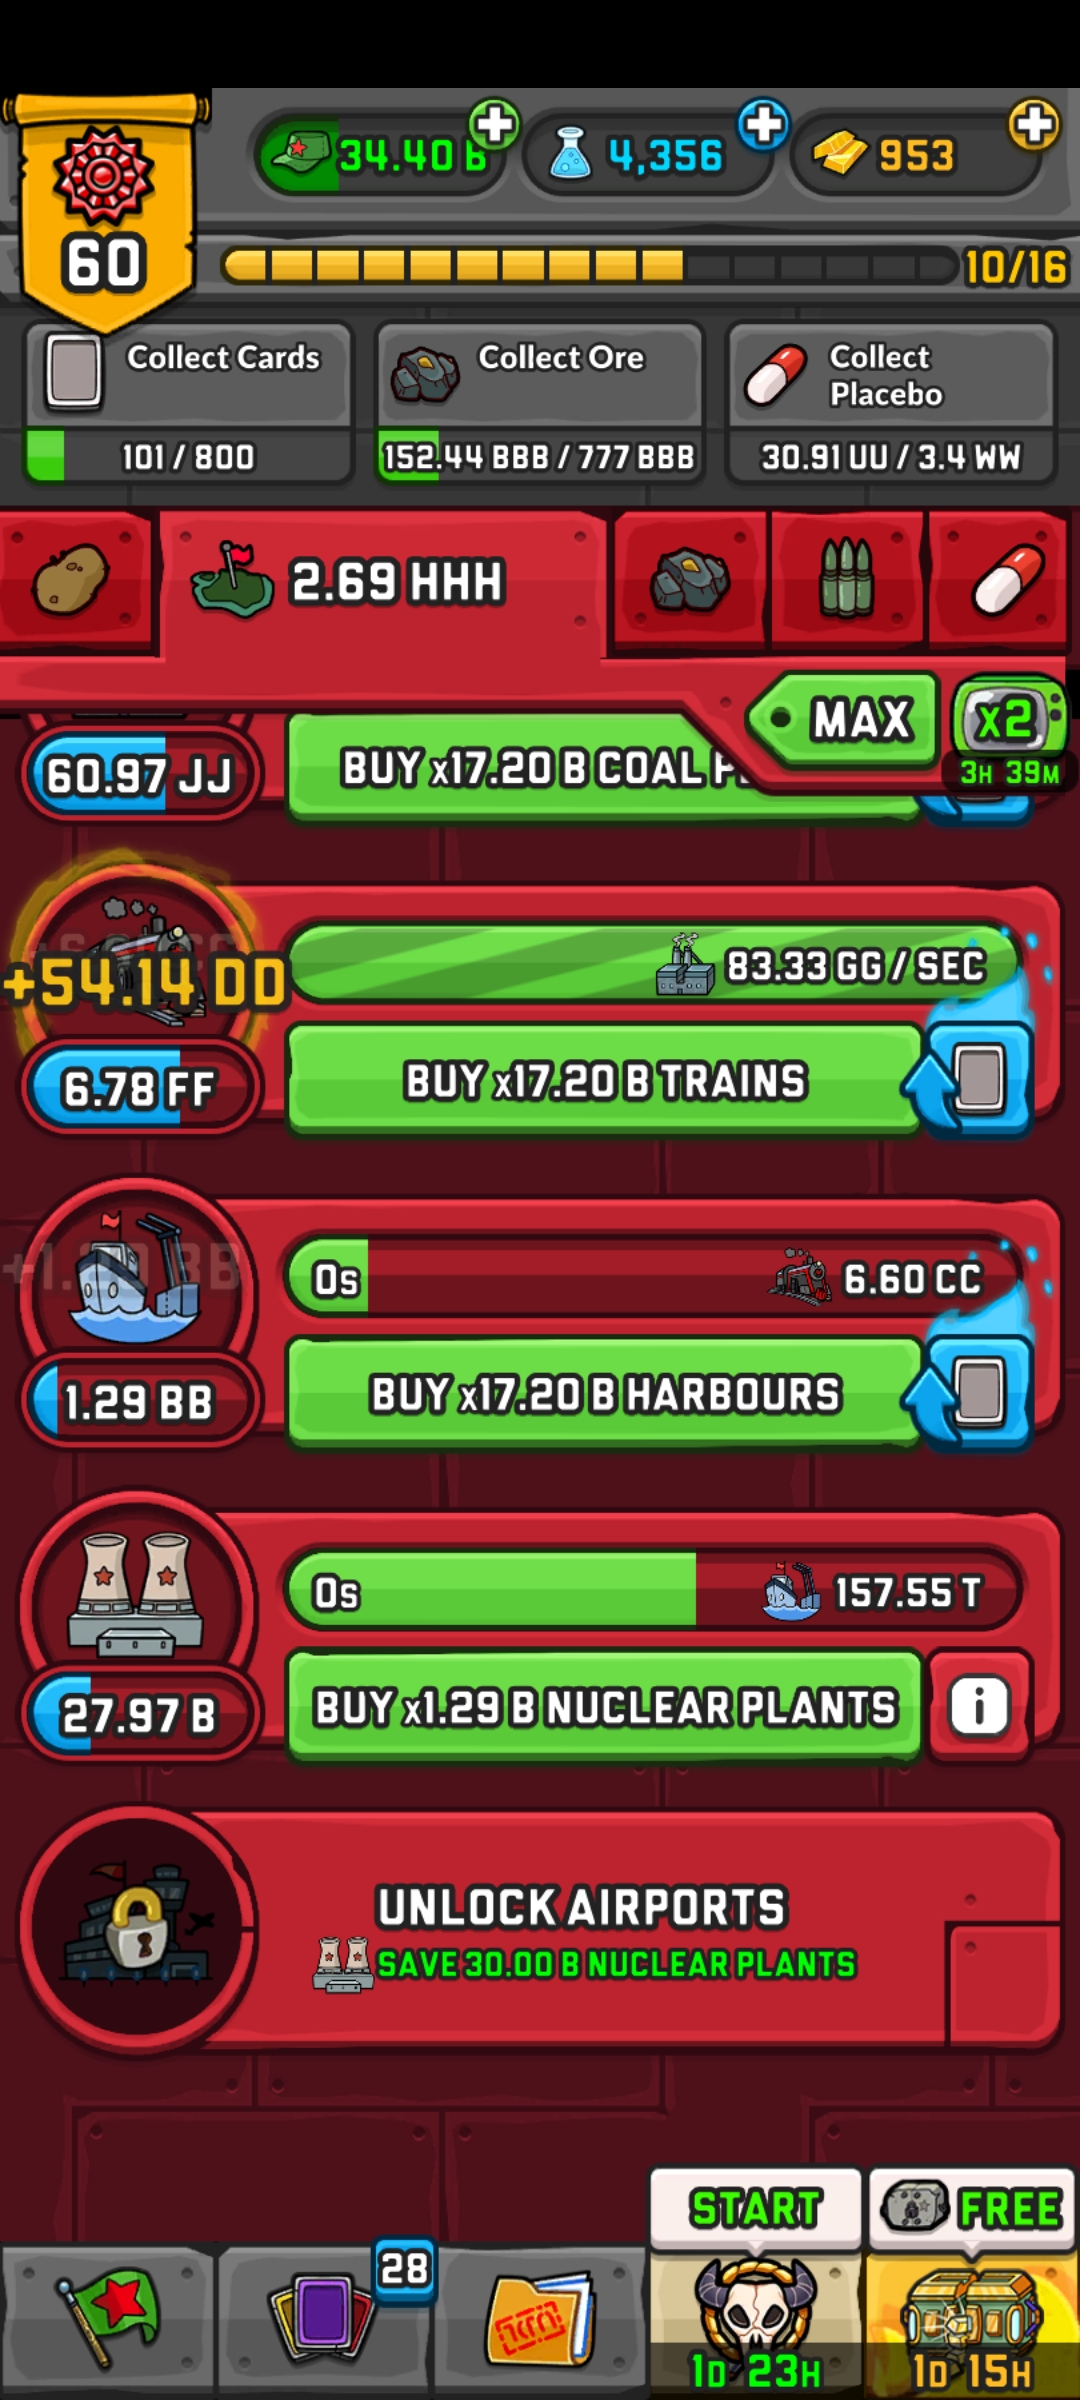 34.40 B
4,356
953
60
10/16
Collect Cards
101 / 800
Collect Ore
152.44 BBB / 777 BBB
Collect
Placebo
30.91 UU / 3.4 WW
2.69 HHH
MAX
x2
3H 39M
60.97 JJ
BUY x17.20 B COAL
+54.14 DD
83.33 GG / SEC
6.78 FF
BUY x17.20 B TRAINS
0s
6.60 CC
1.29 BB
BUY x17.20 B HARBOURS
0s
157.55 T
27.97 B
BUY x1.29 B NUCLEAR PLANTS
i
UNLOCK AIRPORTS
SAVE 30.00 B NUCLEAR PLANTS
START
FREE
28
1D 23H
1D 15H